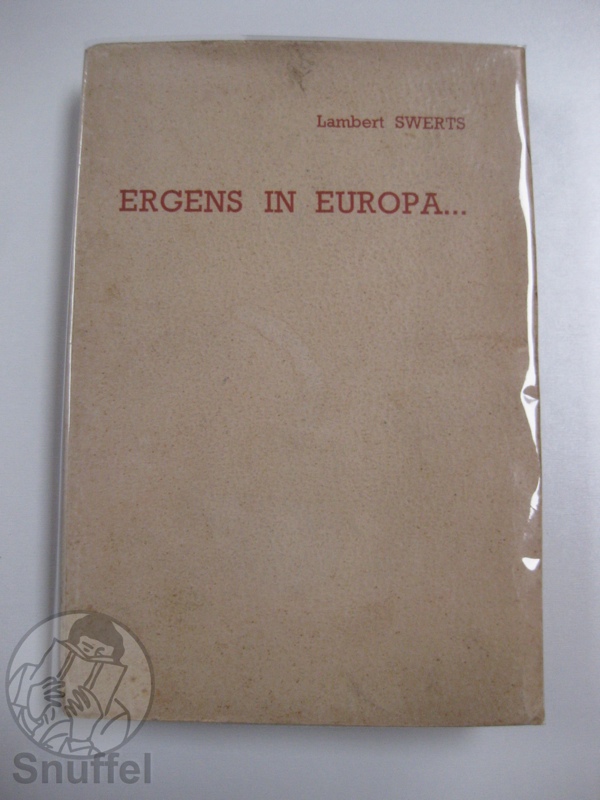 Lambert SWERTS
ERGENS IN EUROPA...
Snuffel